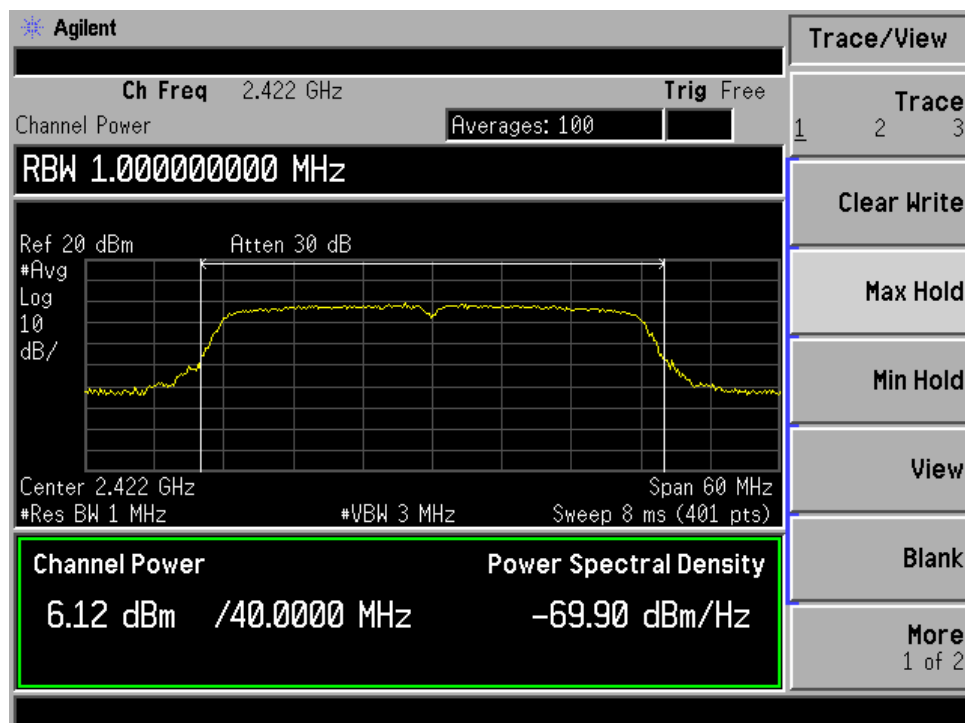 Agilent
Trace/View
Ch Freq 2.422 GHz Trig Free
Channel Power Averages: 100
RBW 1.000000000 MHz
Ref 20 dBm Atten 30 dB
#Avg
Log
10
dB/
Center 2.422 GHz Span 60 MHz
#Res BW 1 MHz #VBW 3 MHz Sweep 8 ms (401 pts)
Channel Power Power Spectral Density
6.12 dBm /40.0000 MHz -69.90 dBm/Hz
Trace
1 2 3
Clear Write
Max Hold
Min Hold
View
Blank
More
1 of 2